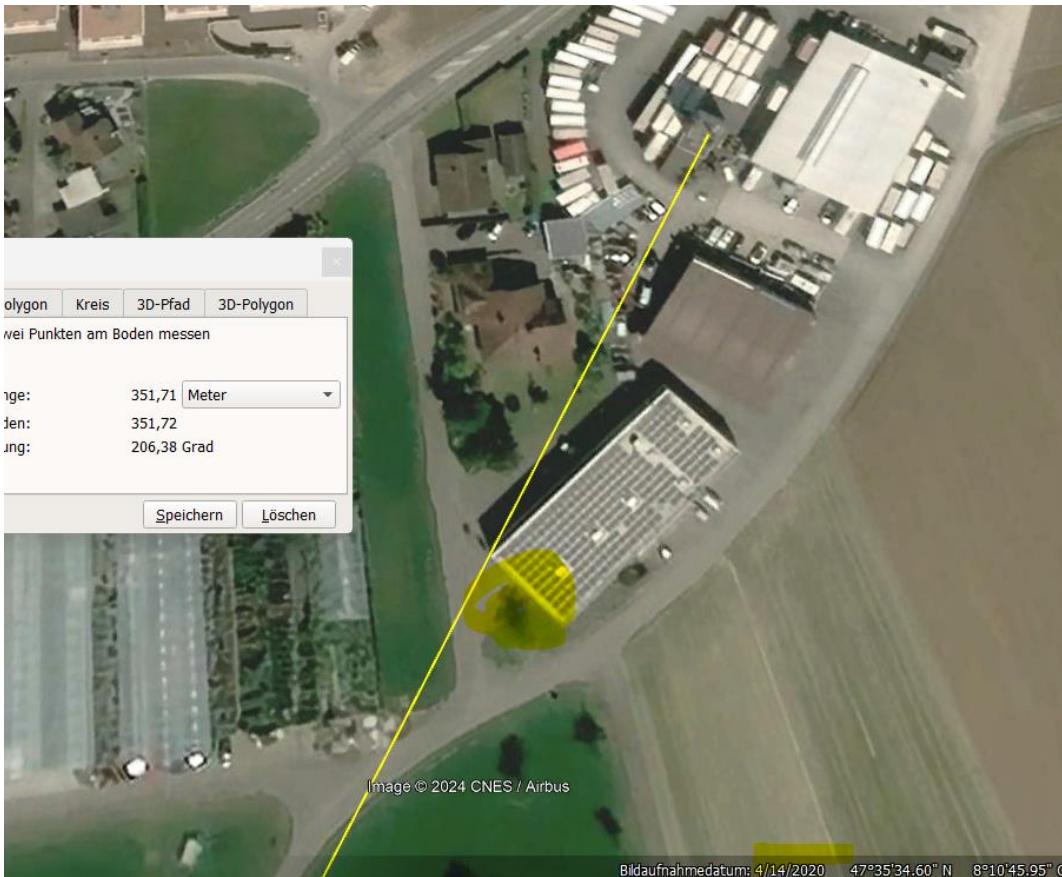 olygon Kreis 3D-Pfad 3D-Polygon
wei Punkten am Boden messen
nge: 351,71 Meter
den: 351,72
ung: 206,38 Grad
Speichern Löschen
Image © 2024 CNES / Airbus
Bildaufnahmedatum: 4/14/2020 47°35'34.60" N 8°10'45.95"